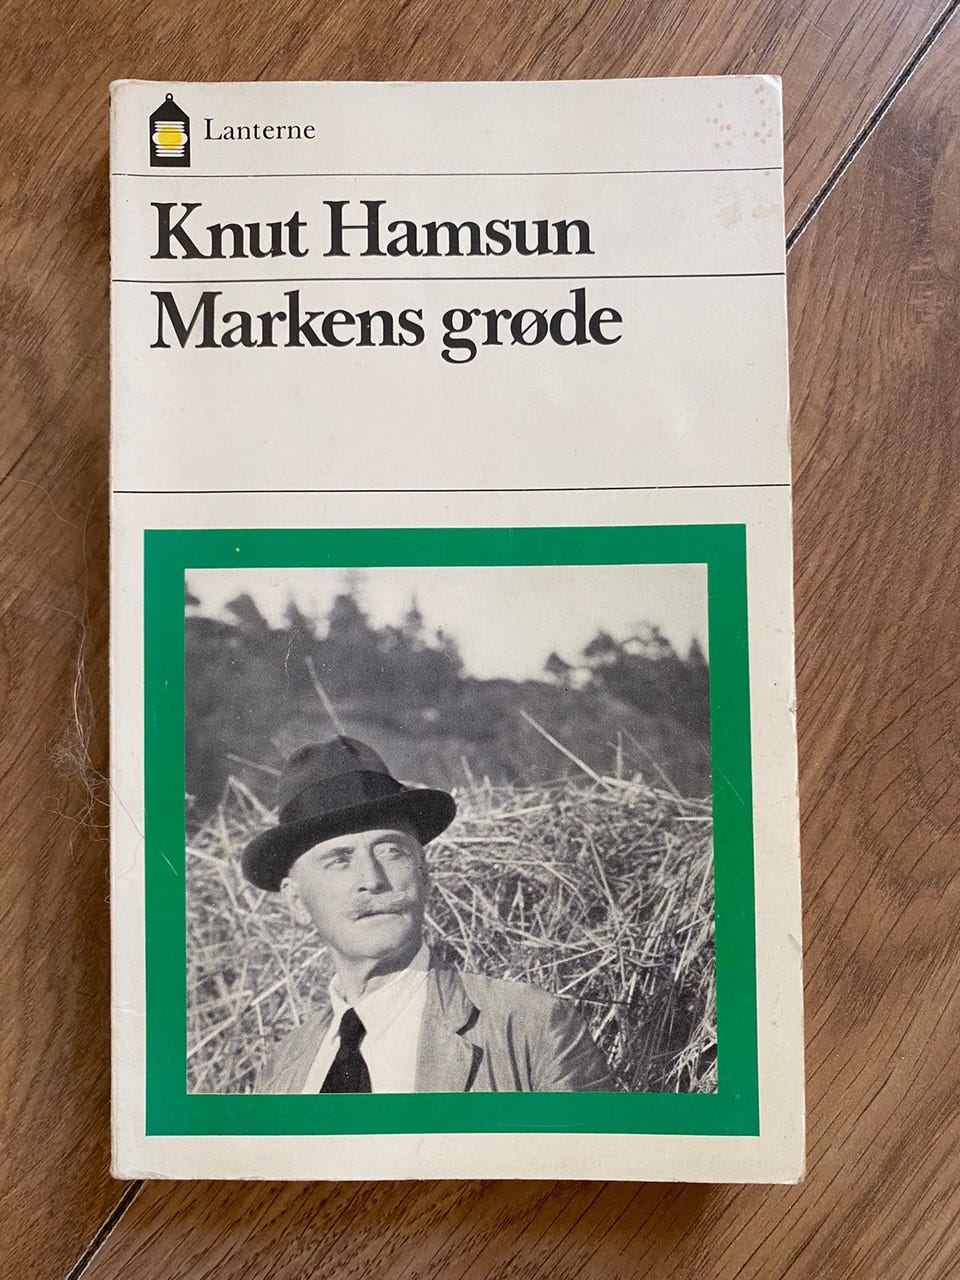 Lanterne
Knut Hamsun
Markens grøde